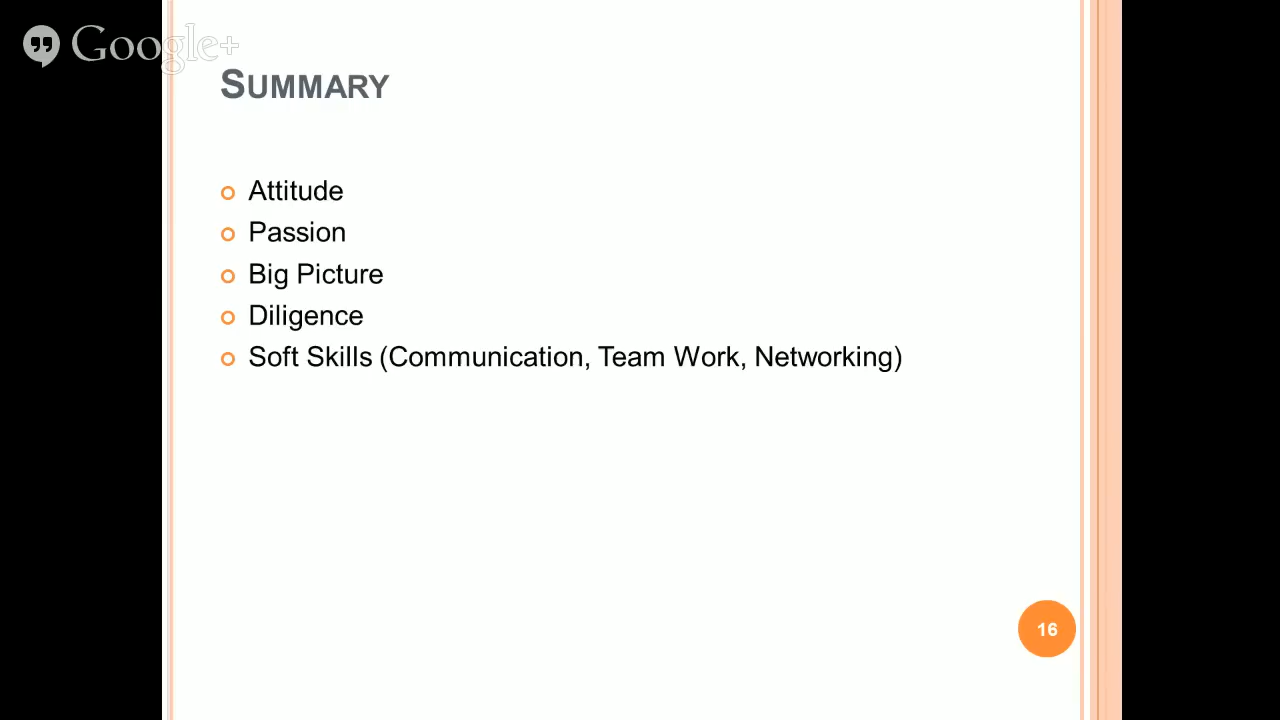 Google+
SUMMARY
Attitude
Passion
Big Picture
Diligence
Soft Skills (Communication, Team Work, Networking)
16